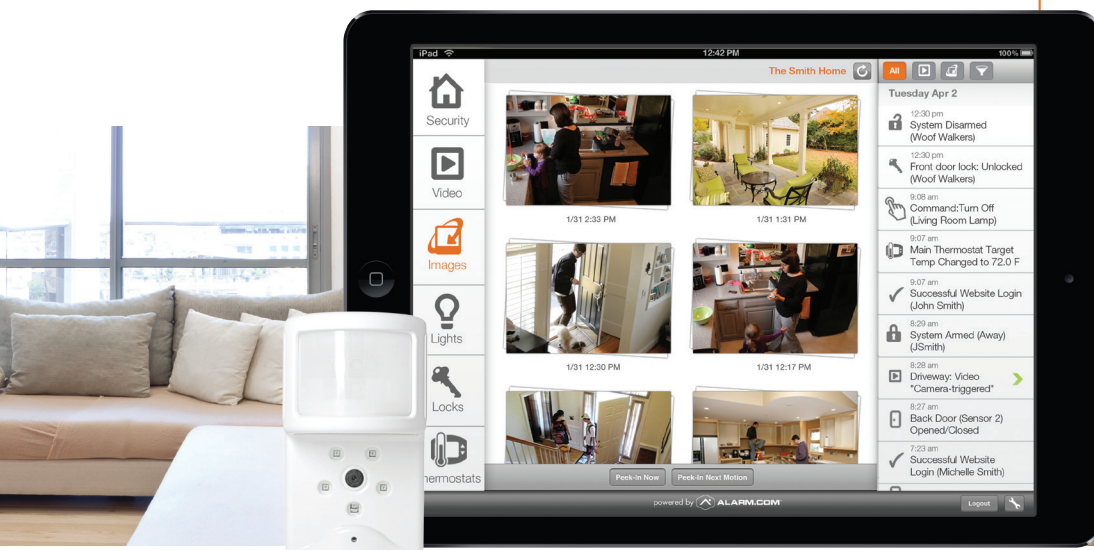 iPad
12:42 PM
100%
The Smith Home
All
Security
Video
Images
Lights
Locks
hermostats
1/31 2:33 PM
1/31 1:31 PM
1/31 12:30 PM
1/31 12:17 PM
Peek-In Now
Peek-In Next Motion
Tuesday Apr 2
12:30 pm
System Disarmed
(Woof Walkers)
12:30 pm
Front door lock: Unlocked
(Woof Walkers)
9:08 am
Command:Turn Off
(Living Room Lamp)
9:07 am
Main Thermostat Target
Temp Changed to 72.0 F
9:07 am
Successful Website Login
(John Smith)
8:29 am
System Armed (Away)
(JSmith)
8:28 am
Driveway: Video
"Camera-triggered"
8:27 am
Back Door (Sensor 2)
Opened/Closed
7:23 am
Successful Website
Login (Michelle Smith)
powered by ALARM.COM
Logout